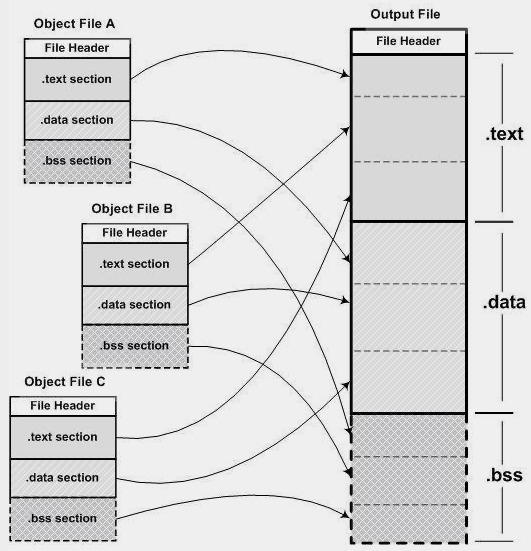 Object File A
File Header
.text section
.data section
.bss section
Object File B
File Header
.text section
.data section
.bss section
Object File C
File Header
.text section
.data section
.bss section
Output File
File Header
.text
.data
.bss